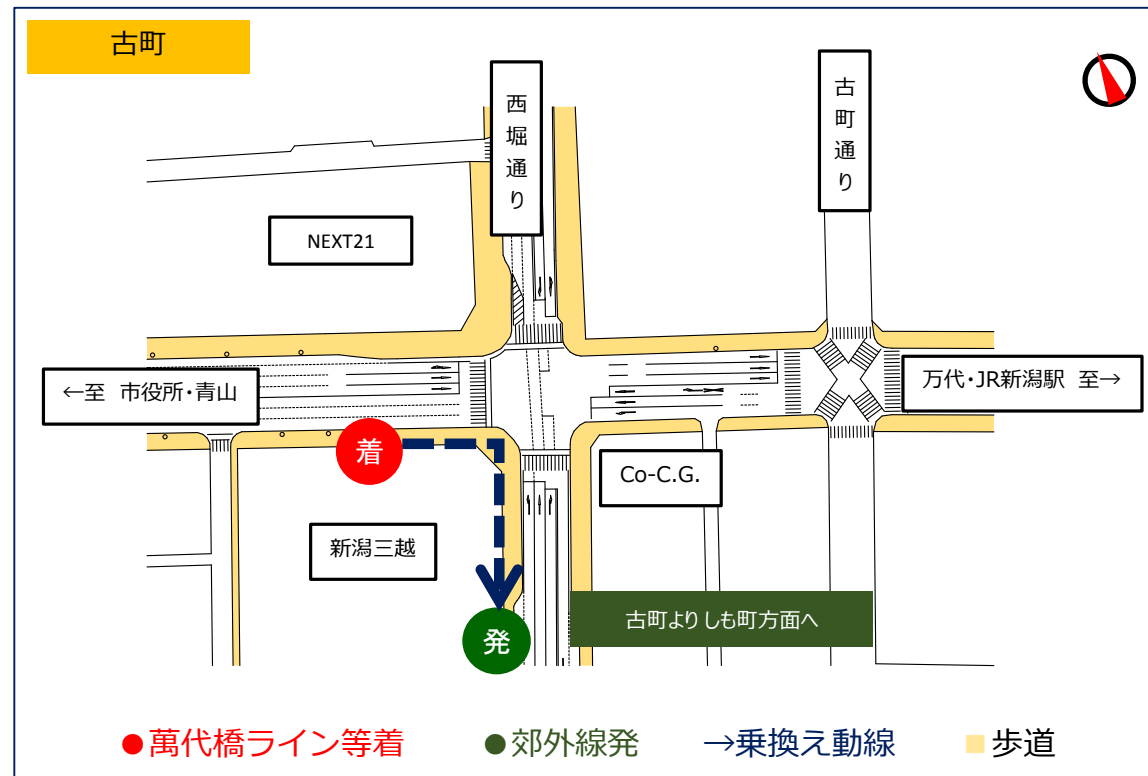 古町
西堀通り
古町通り
NEXT21
←至 市役所・青山
万代・JR新潟駅 至→
着
Co-C.G.
新潟三越
発
古町よりしも町方面へ
●萬代橋ライン等着 ●郊外線発 →乗換え動線 ■歩道